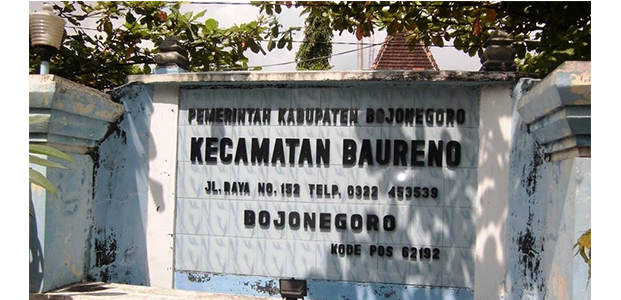 PEMERINTAH KABUPATEN BOJONEGORO
KECAMATAN BAURENO
JL. RAYA NO. 152 TELP. 0322 453539
BOJONEGORO
KODE POS 62192